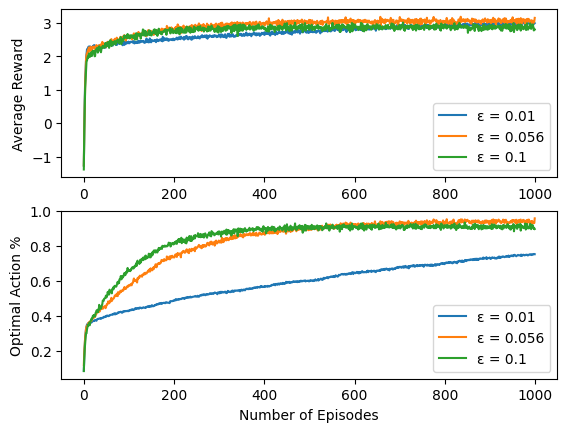 Average Reward
3
2
1
0
−1
0 200 400 600 800 1000
ε = 0.01
ε = 0.056
ε = 0.1
Optimal Action %
1.0
0.8
0.6
0.4
0.2
0 200 400 600 800 1000
ε = 0.01
ε = 0.056
ε = 0.1
Number of Episodes